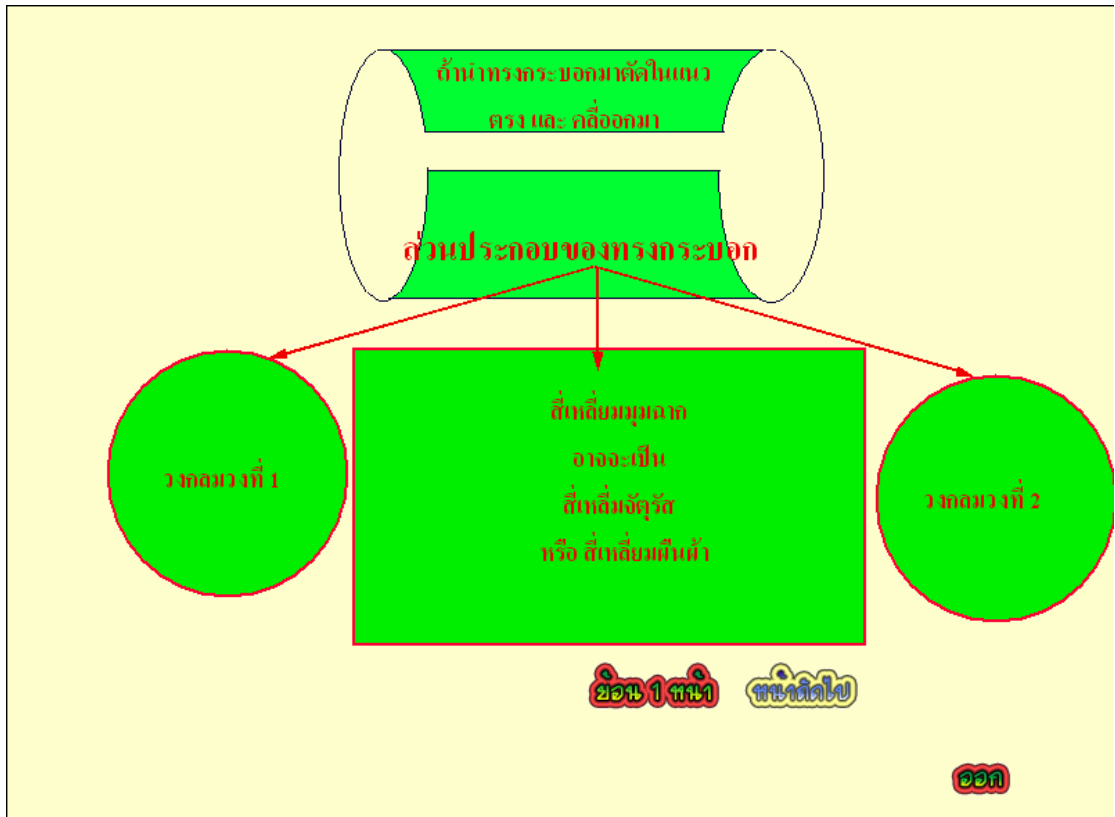 ถ้านำทรงกระบอกมาตัดในแนว
ตรง และ คลี่ออกมา
ส่วนประกอบของทรงกระบอก
วงกลมวงที่ 1
สี่เหลี่ยมมุมฉาก
อาจจะเป็น
สี่เหลี่มจัตุรัส
หรือ สี่เหลี่ยมผืนผ้า
วงกลมวงที่ 2
ย้อน 1 หน้า
หน้าถัดไป
ออก